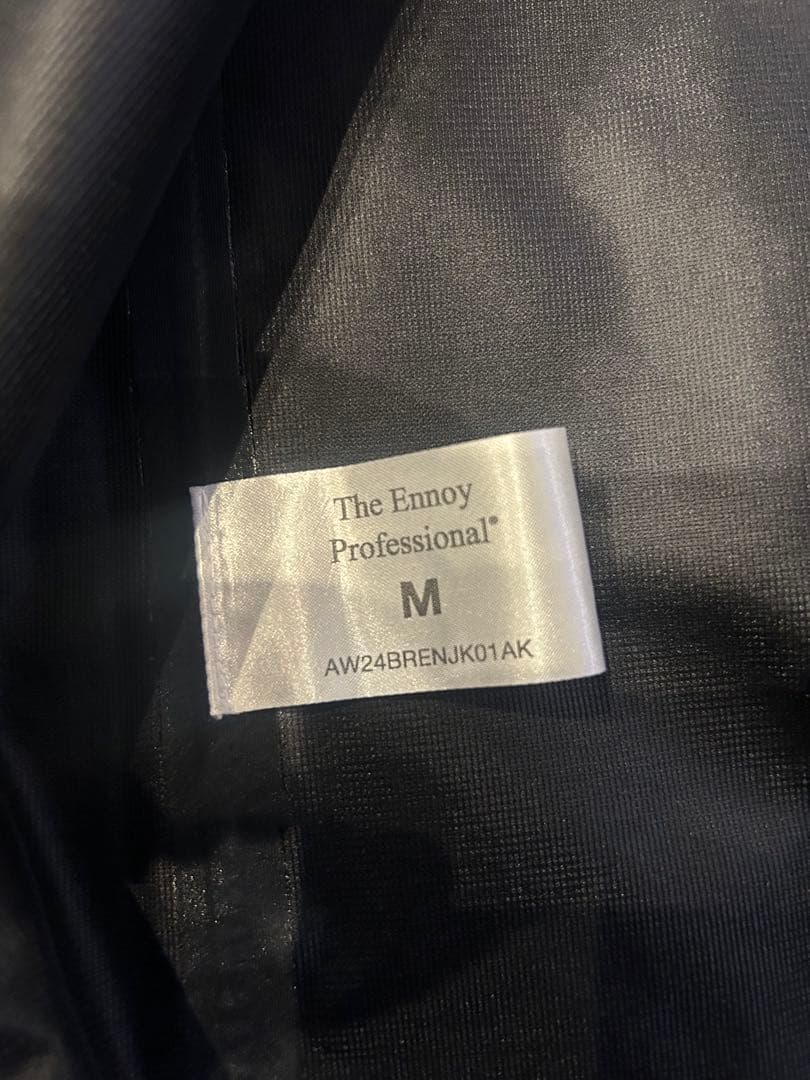 The Ennoy
Professional®
M
AW24BRENJK01AK